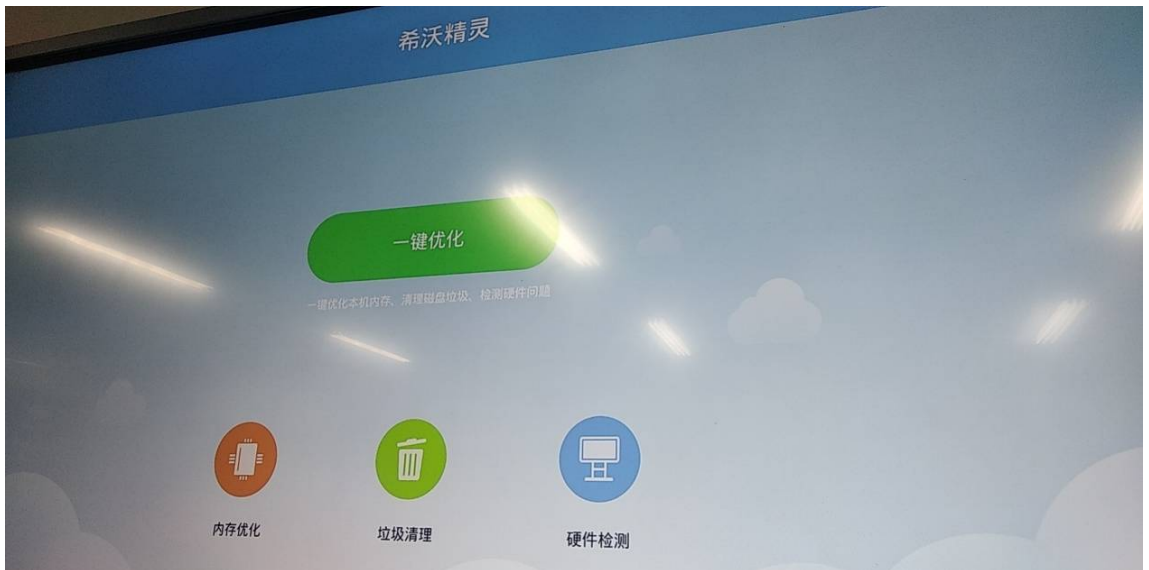 希沃精灵
一键优化
一键优化本机内存、清理磁盘垃圾、检测硬件问题
内存优化
垃圾清理
硬件检测